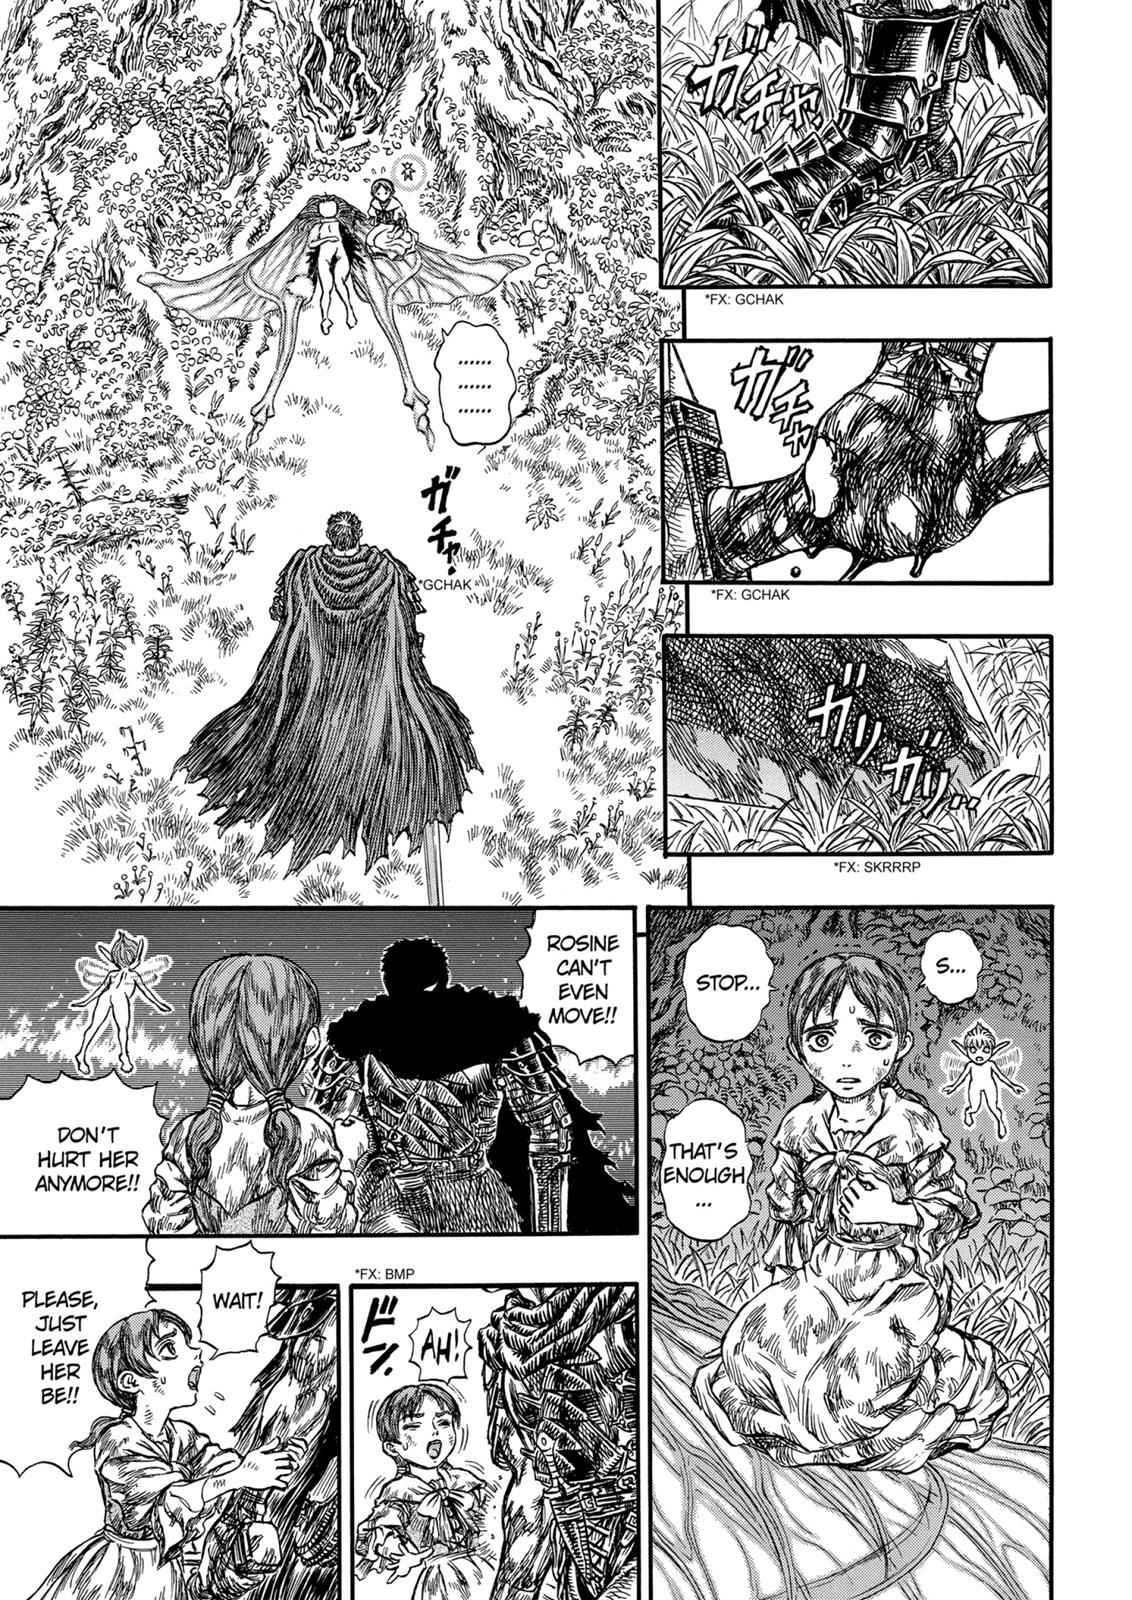 ガチャ
*FX: GCHAK
ガチャ
*FX: GCHAK
ガリガリ..
*FX: SKRRRP
......
......
......
ガチャ.
*GCHAK
S...
STOP...
THAT'S
ENOUGH
...
ROSINE
CAN'T
EVEN
MOVE!!
DON'T
HURT HER
ANYMORE!!
*FX: BMP
ドン
AH!
WAIT!
PLEASE,
JUST
LEAVE
HER
BE!!